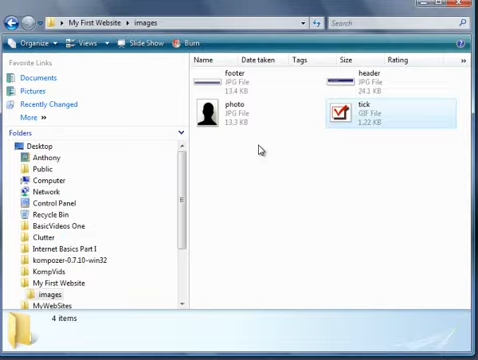 My First Website ▸ images
Search
Organize Views Slide Show Burn
Favorite Links
Documents
Pictures
Recently Changed
More »
Folders
Desktop
Anthony
Public
Computer
Network
Control Panel
Recycle Bin
BasicVideos One
Clutter
Internet Basics Part I
kompozer-0.7.10-win32
KompVids
My First Website
images
MyWebSites
Name Date taken Tags Size Rating »
footer
JPG File
13.4 KB
header
JPG File
24.1 KB
photo
JPG File
13.3 KB
tick
GIF File
1.22 KB
4 items